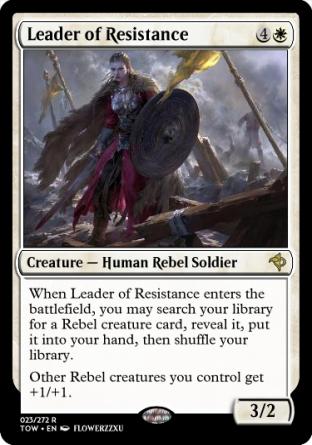 Leader of Resistance 4
Creature — Human Rebel Soldier
When Leader of Resistance enters the
battlefield, you may search your library
for a Rebel creature card, reveal it, put
it into your hand, then shuffle your
library.
Other Rebel creatures you control get
+1/+1.
3/2
023/272 R
TOW • EN FLOWERZZXU